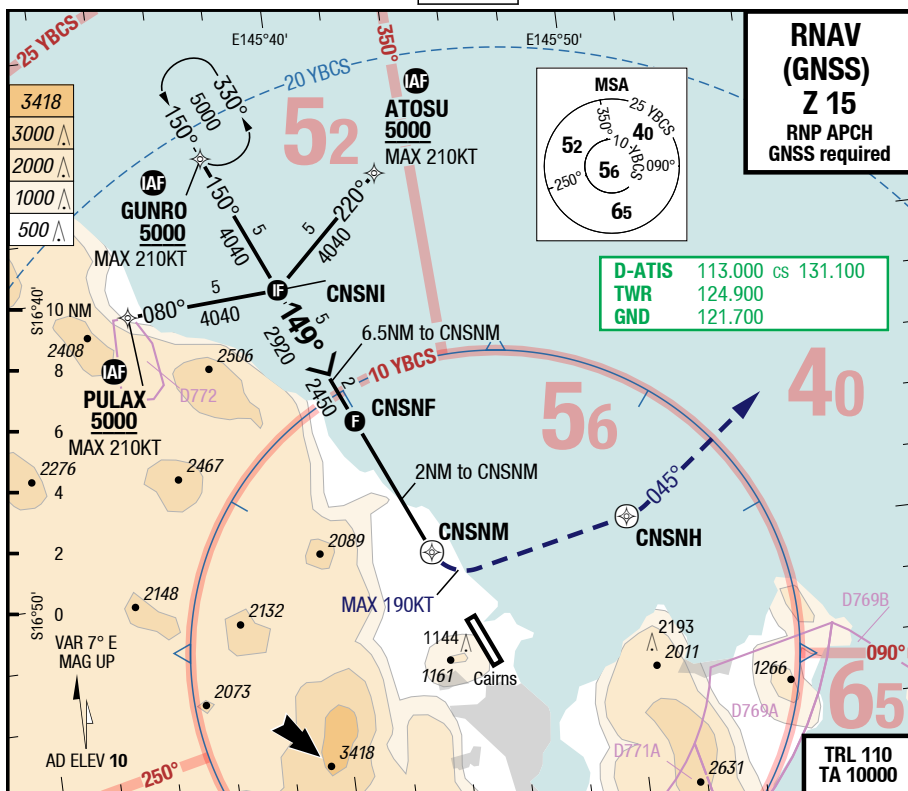 25 YBCS
E145°40'
350°
E145°50'
RNAV
(GNSS)
Z 15
RNP APCH
GNSS required
20 YBCS
IAF
ATOSU
5000
MAX 210KT
3418
3000
2000
1000
500
330°
5000
150°
52
MSA
25 YBCS
350°
10 YBCS
52
40
56
090°
250°
65
IAF
GUNRO
5000
MAX 210KT
150°
5
4040
220°
5
4040
D-ATIS 113.000 CS 131.100
TWR 124.900
GND 121.700
IF
CNSNI
080°
5
4040
S16°40'
10 NM
149°
5
2920
6.5NM to CNSNM
2408
2506
8
IAF
PULAX
5000
MAX 210KT
D772
2
2450
10 YBCS
CNSNF
F
40
56
6
2276
2467
2NM to CNSNM
4
045°
CNSNM
CNSNH
2089
2
MAX 190KT
2148
2132
S16°50'
0
D769B
VAR 7° E
MAG UP
1144
1161
Cairns
2193
2011
1266
090°
65
2073
D769A
3418
D771A
AD ELEV 10
250°
2631
TRL 110
TA 10000